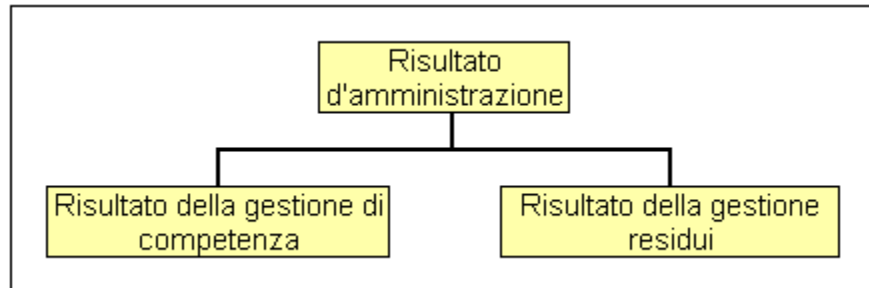 Risultato
d'amministrazione
Risultato della gestione di
competenza
Risultato della gestione
residui